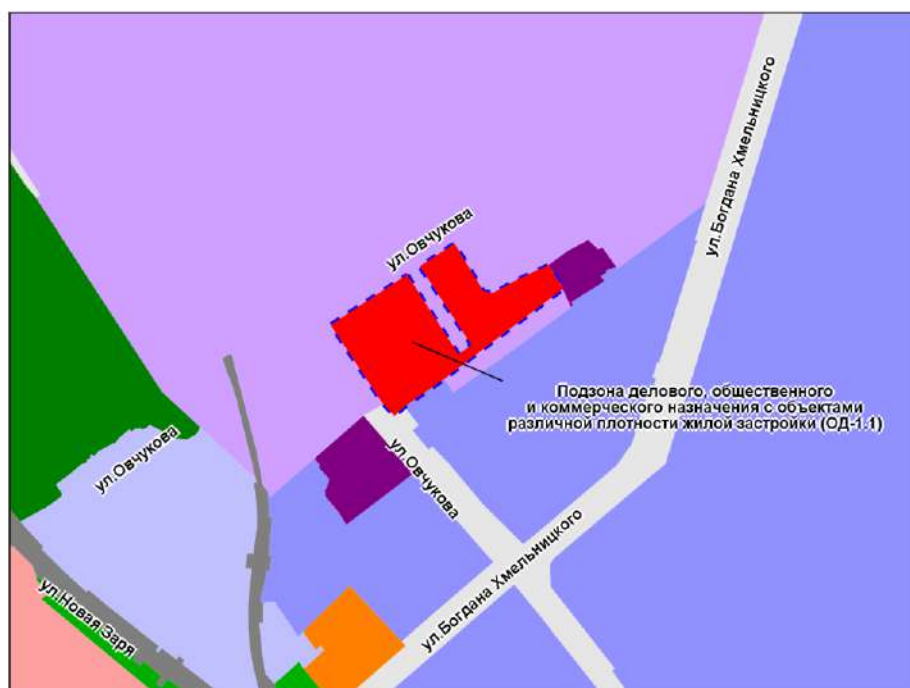 ул.Богдана Хмельницкого
ул.Овчукова
Подзона делового, общественного
и коммерческого назначения с объектами
различной плотности жилой застройки (ОД-1.1)
ул.Овчукова
ул.Овчукова
ул.Богдана Хмельницкого
ул.Новая Заря